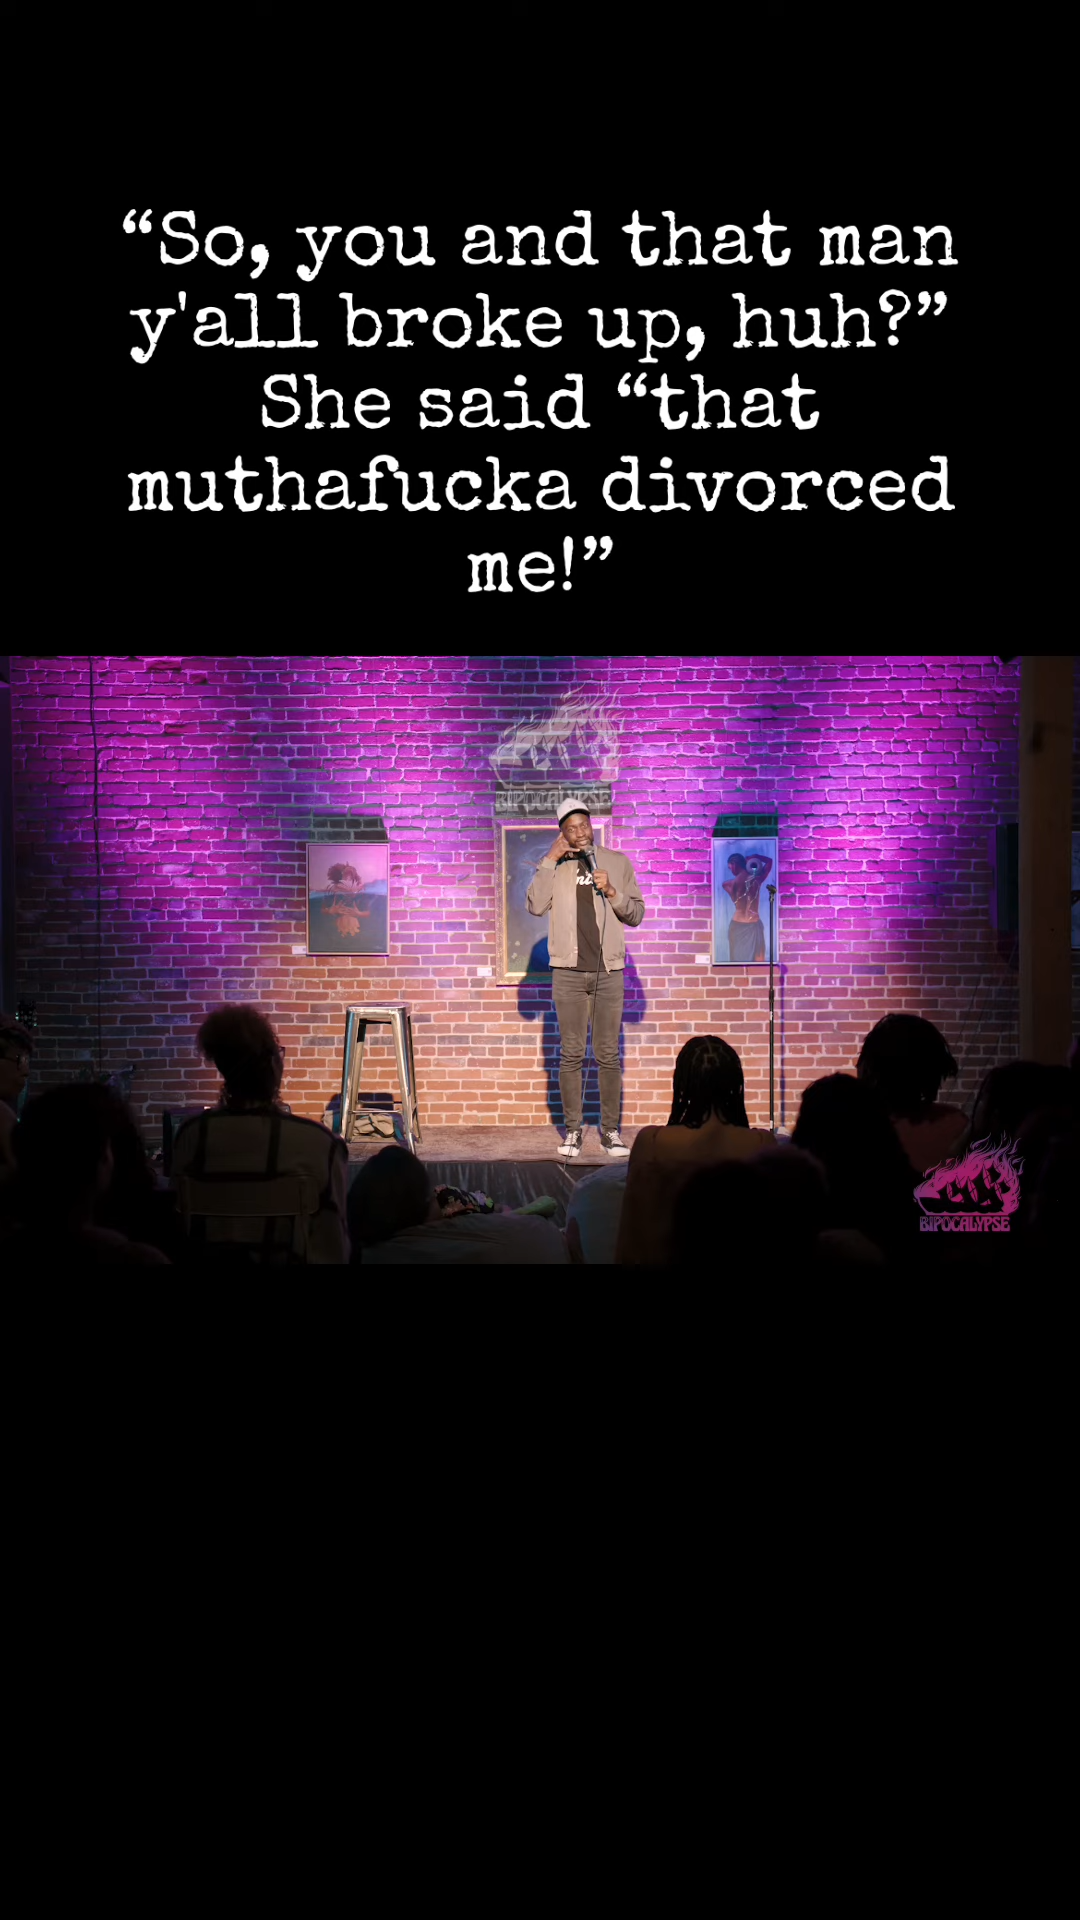 “So, you and that man
y'all broke up, huh?”
She said “that
muthafucka divorced
me!”
BIPOCALYPSE
BIPOCALYPSE